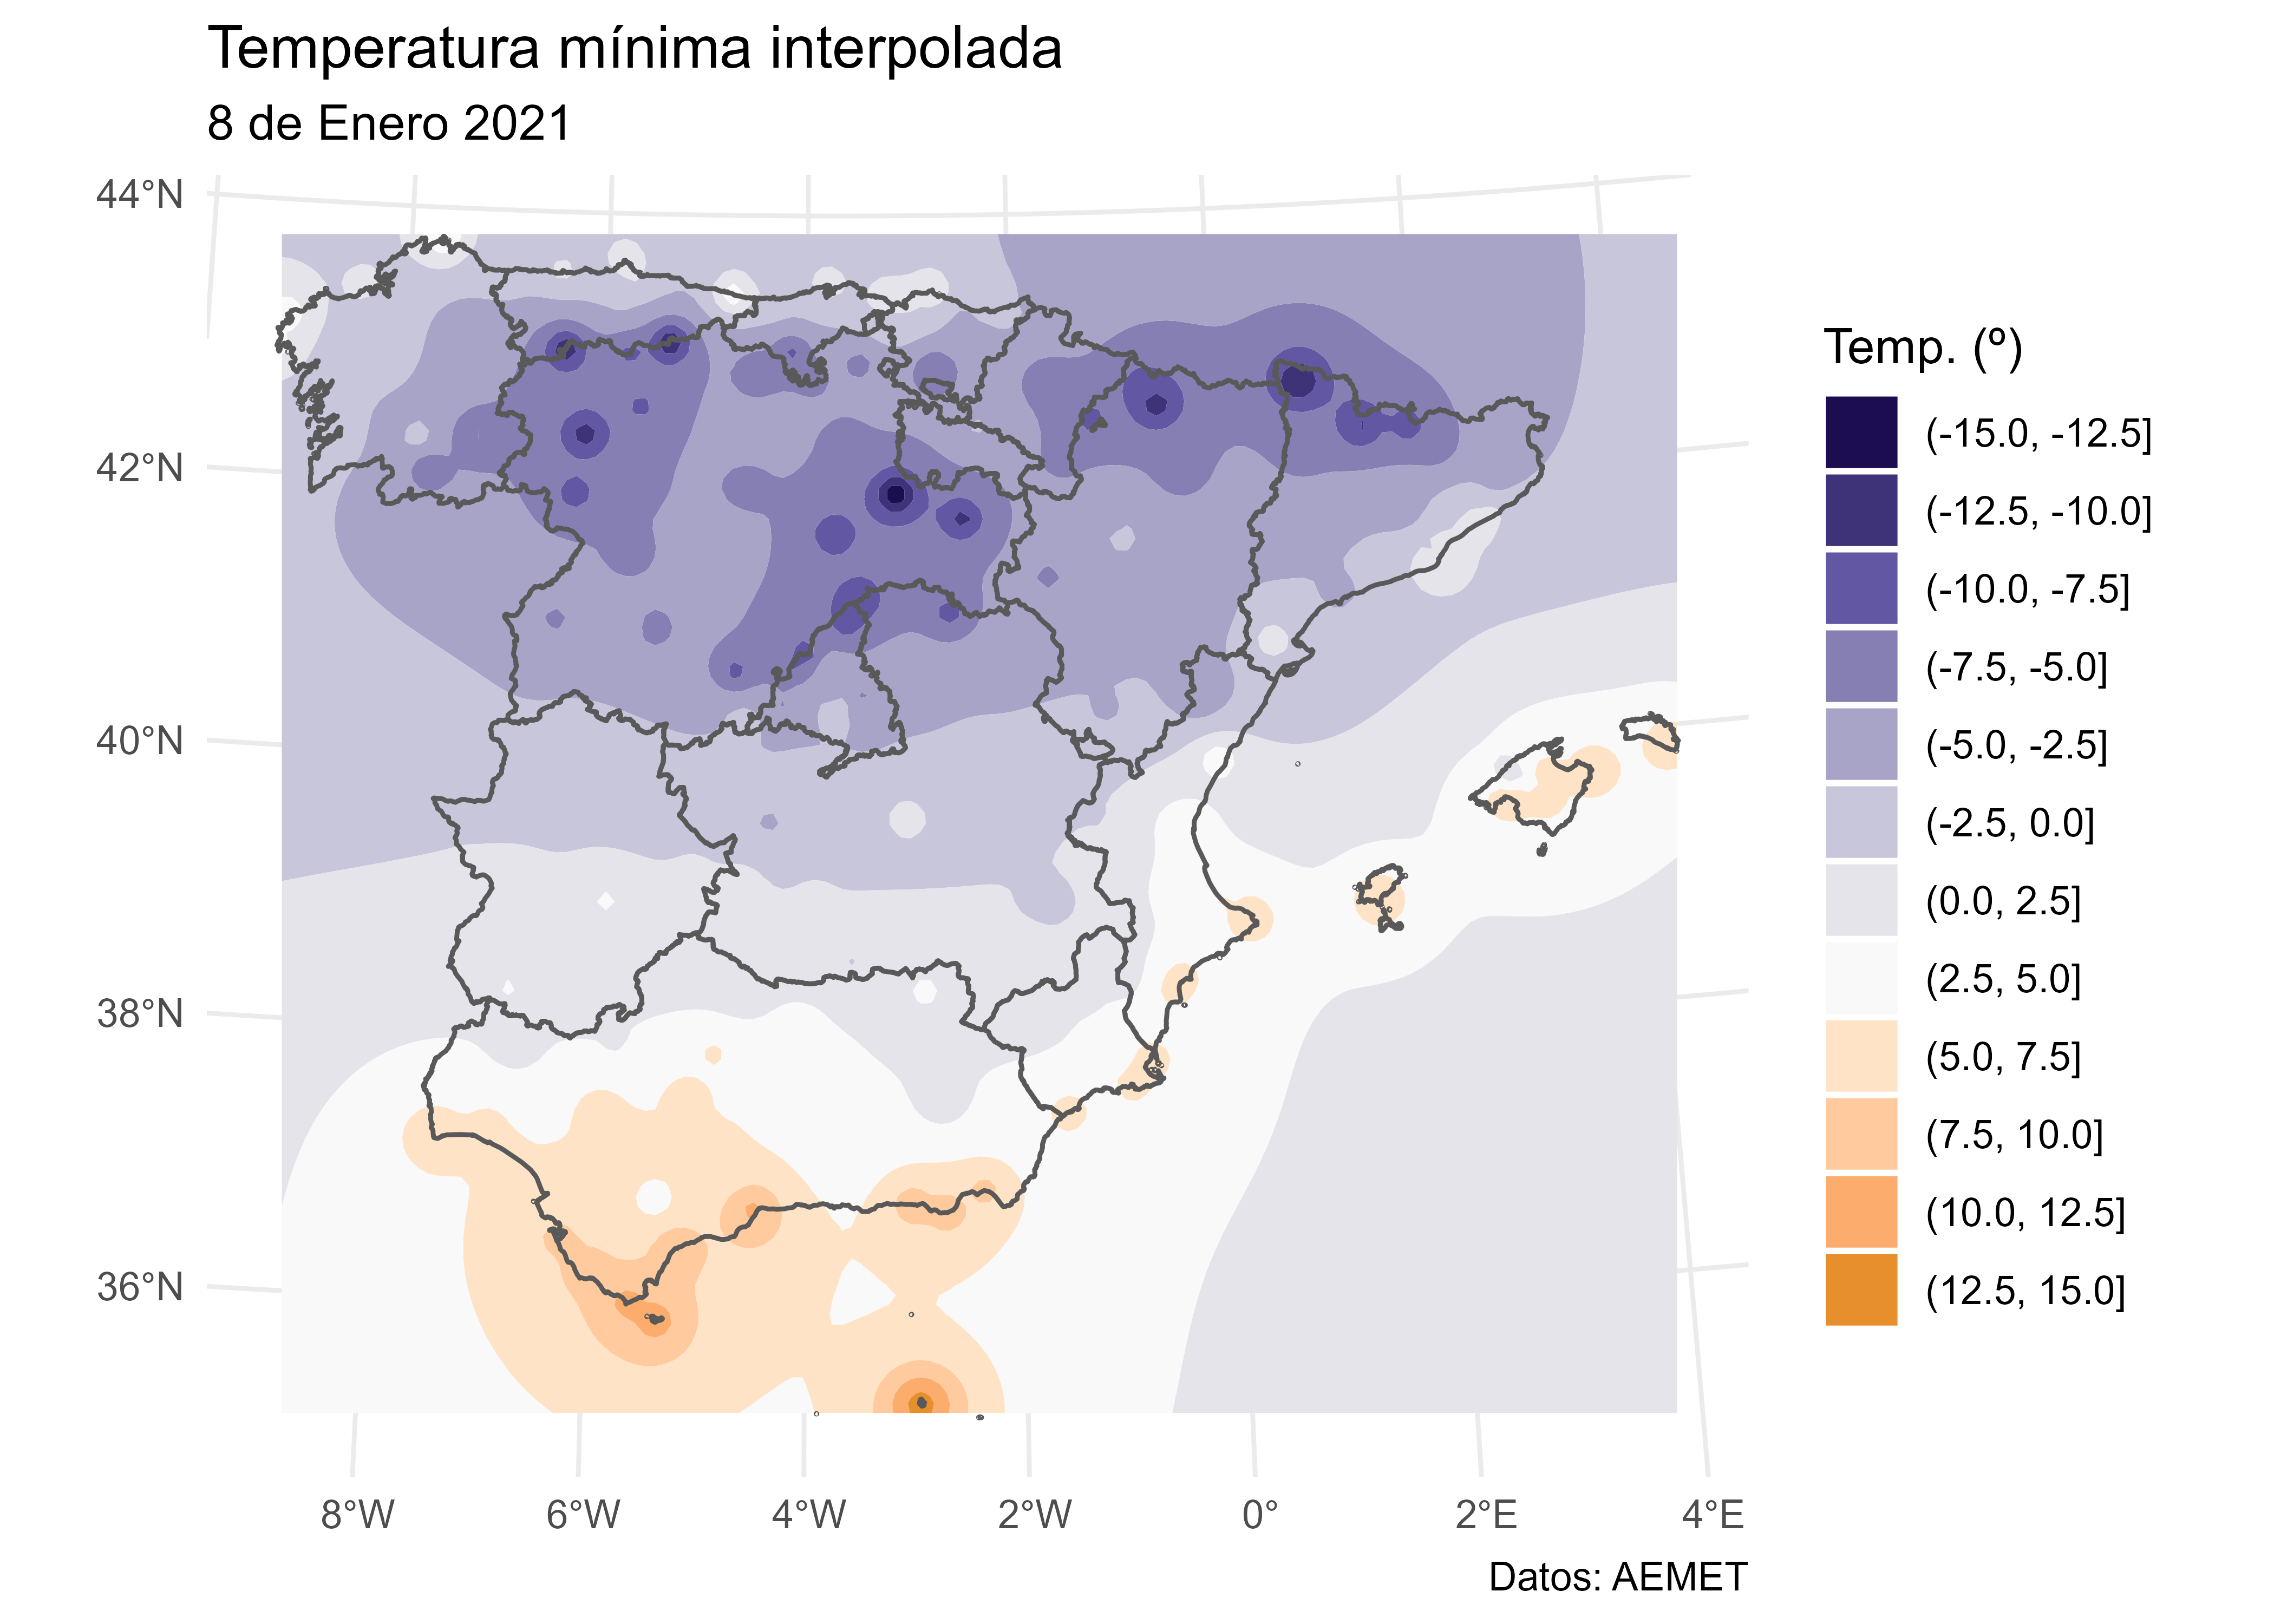 Temperatura mínima interpolada
8 de Enero 2021
44°N
42°N
40°N
38°N
36°N
8°W 6°W 4°W 2°W 0° 2°E 4°E
Temp. (º)
(-15.0, -12.5]
(-12.5, -10.0]
(-10.0, -7.5]
(-7.5, -5.0]
(-5.0, -2.5]
(-2.5, 0.0]
(0.0, 2.5]
(2.5, 5.0]
(5.0, 7.5]
(7.5, 10.0]
(10.0, 12.5]
(12.5, 15.0]
Datos: AEMET